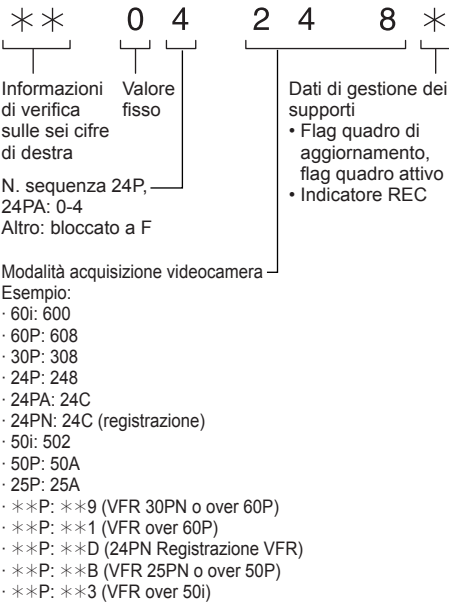 ＊＊ 0 4 2 4 8 ＊
Informazioni
di verifica
sulle sei cifre
di destra
Valore
fisso
Dati di gestione dei
supporti
• Flag quadro di
aggiornamento,
flag quadro attivo
• Indicatore REC
N. sequenza 24P,
24PA: 0-4
Altro: bloccato a F
Modalità acquisizione videocamera
Esempio:
· 60i: 600
· 60P: 608
· 30P: 308
· 24P: 248
· 24PA: 24C
· 24PN: 24C (registrazione)
· 50i: 502
· 50P: 50A
· 25P: 25A
· ＊＊P: ＊＊9 (VFR 30PN o over 60P)
· ＊＊P: ＊＊1 (VFR over 60P)
· ＊＊P: ＊＊D (24PN Registrazione VFR)
· ＊＊P: ＊＊B (VFR 25PN o over 50P)
· ＊＊P: ＊＊3 (VFR over 50i)